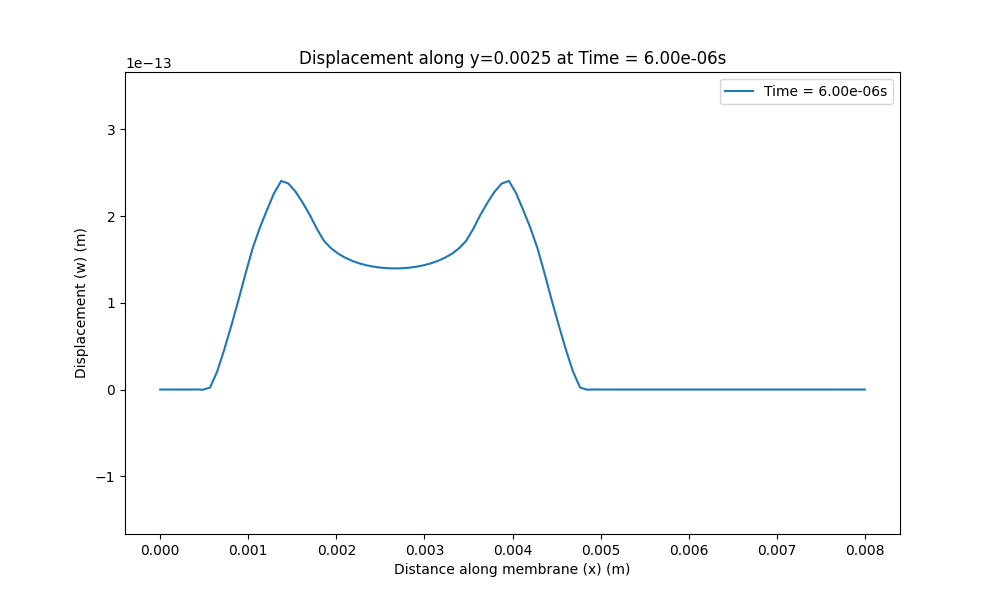 Displacement along y=0.0025 at Time = 6.00e-06s
1e−13
Time = 6.00e-06s
3
2
1
0
−1
Displacement (w) (m)
0.000 0.001 0.002 0.003 0.004 0.005 0.006 0.007 0.008
Distance along membrane (x) (m)